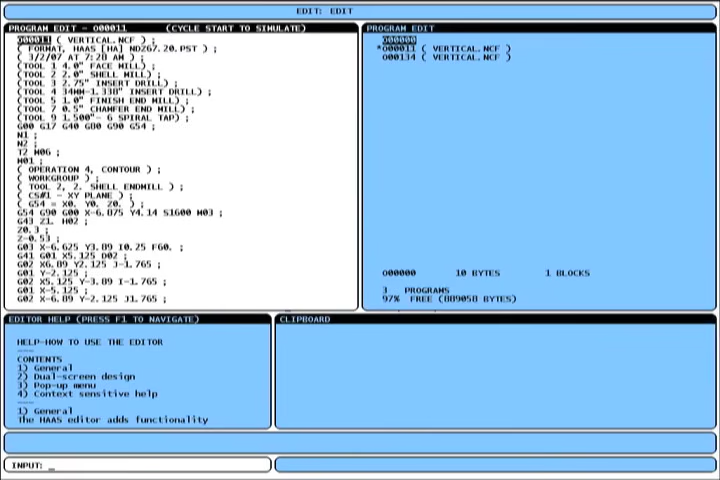 EDIT: EDIT
PROGRAM EDIT - O00011 (CYCLE START TO SIMULATE)
O00011 ( VERTICAL.NCF ) ;
( FORMAT, HAAS [HA] NDZ67.20.PST ) ;
( 3/2/07 AT 7:28 AM ) ;
(TOOL 1 4.0" FACE MILL) ;
(TOOL 2 2.0" SHELL MILL) ;
(TOOL 3 2.75" INSERT DRILL) ;
(TOOL 4 34MM-1.338" INSERT DRILL) ;
(TOOL 5 1.0" FINISH END MILL) ;
(TOOL 7 0.5" CHAMFER END MILL) ;
(TOOL 9 1.500"- 6 SPIRAL TAP) ;
G00 G17 G40 G80 G90 G54 ;
N1 ;
N2 ;
T2 M06 ;
M01 ;
( OPERATION 4, CONTOUR ) ;
( WORKGROUP ) ;
( TOOL 2, 2. SHELL ENDMILL ) ;
( CS#1 - XY PLANE ) ;
( G54 = X0. Y0. Z0. ) ;
G54 G90 G00 X-6.875 Y4.14 S1600 M03 ;
G43 Z1. H02 ;
Z0.3 ;
Z-0.53 ;
G03 X-6.625 Y3.89 I0.25 F60. ;
G41 G01 X5.125 D02 ;
G02 X6.89 Y2.125 J-1.765 ;
G01 Y-2.125 ;
G02 X5.125 Y-3.89 I-1.765 ;
G01 X-5.125 ;
G02 X-6.89 Y-2.125 J1.765 ;
PROGRAM EDIT
O00000
*O00011 ( VERTICAL.NCF )
O00134 ( VERTICAL.NCF )
O00000 10 BYTES 1 BLOCKS
3 PROGRAMS
97% FREE (889058 BYTES)
EDITOR HELP (PRESS F1 TO NAVIGATE)
HELP-HOW TO USE THE EDITOR
----
CONTENTS
1) General
2) Dual-screen design
3) Pop-up menu
4) Context sensitive help
----
1) General
The HAAS editor adds functionality
CLIPBOARD
INPUT: _